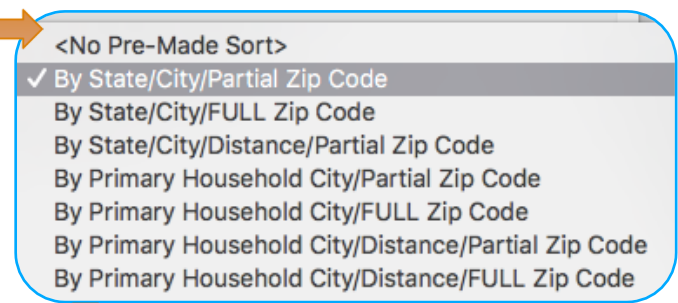 <No Pre-Made Sort>
✓ By State/City/Partial Zip Code
By State/City/FULL Zip Code
By State/City/Distance/Partial Zip Code
By Primary Household City/Partial Zip Code
By Primary Household City/FULL Zip Code
By Primary Household City/Distance/Partial Zip Code
By Primary Household City/Distance/FULL Zip Code